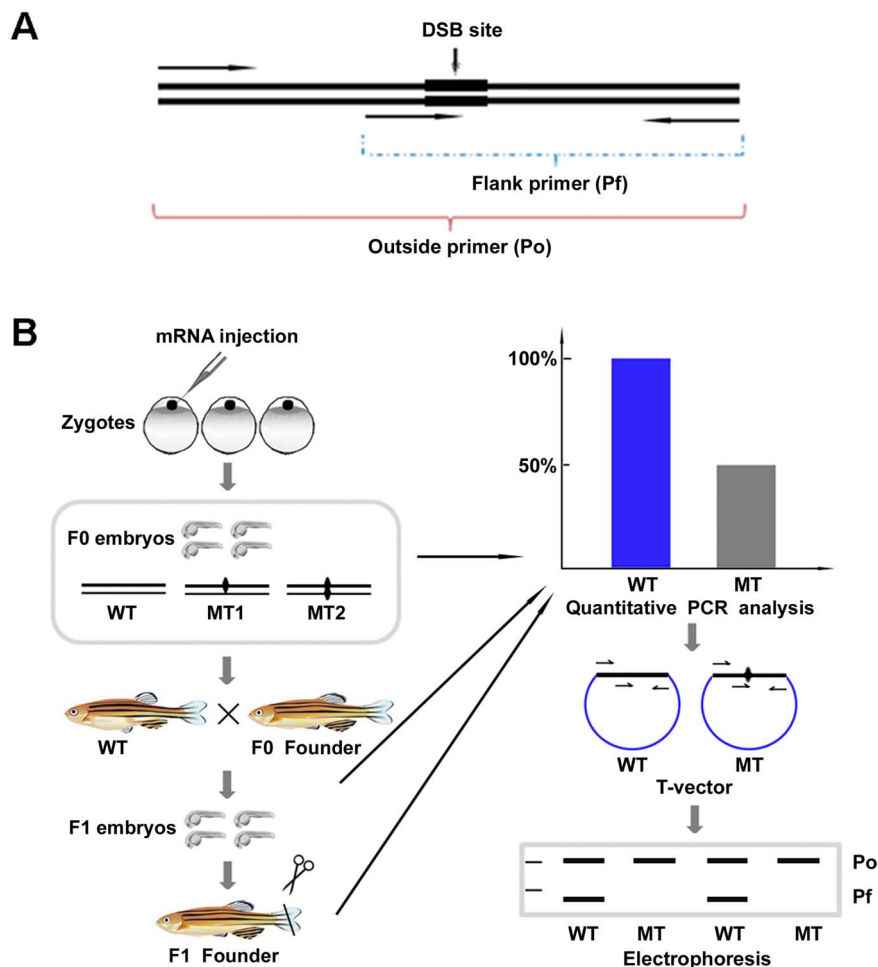 A
DSB site
Flank primer (Pf)
Outside primer (Po)
B
mRNA injection
Zygotes
F0 embryos
WT MT1 MT2
WT F0 Founder
F1 embryos
F1 Founder
100%
50%
WT MT
Quantitative PCR analysis
WT MT
T-vector
Po
Pf
WT MT WT MT
Electrophoresis